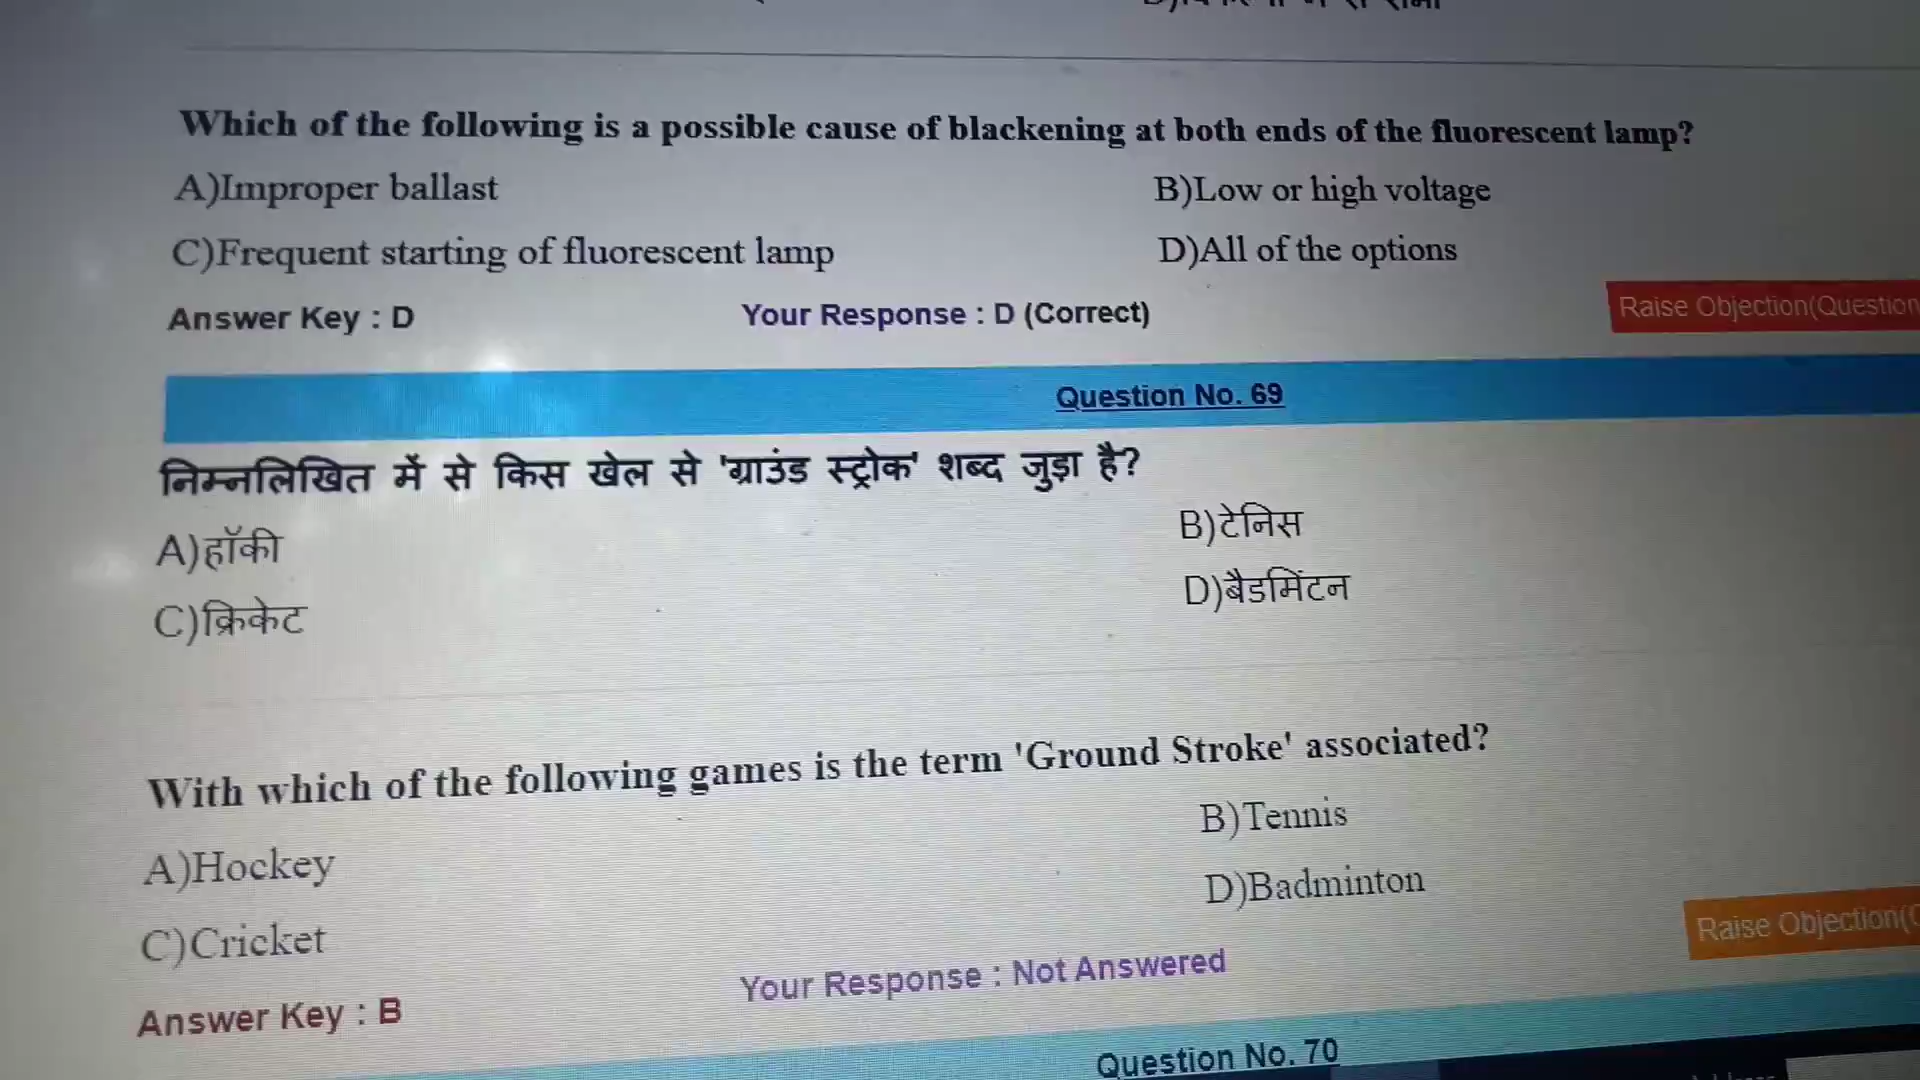 Which of the following is a possible cause of blackening at both ends of the fluorescent lamp?
A)Improper ballast
B)Low or high voltage
C)Frequent starting of fluorescent lamp
D)All of the options
Answer Key : D
Your Response : D (Correct)
Raise Objection(Question
Question No. 69
निम्नलिखित में से किस खेल से 'ग्राउंड स्ट्रोक' शब्द जुड़ा है?
A)हॉकी
B)टेनिस
C)क्रिकेट
D)बैडमिंटन
With which of the following games is the term 'Ground Stroke' associated?
A)Hockey
B)Tennis
C)Cricket
D)Badminton
Answer Key : B
Your Response : Not Answered
Raise Objection(
Question No. 70